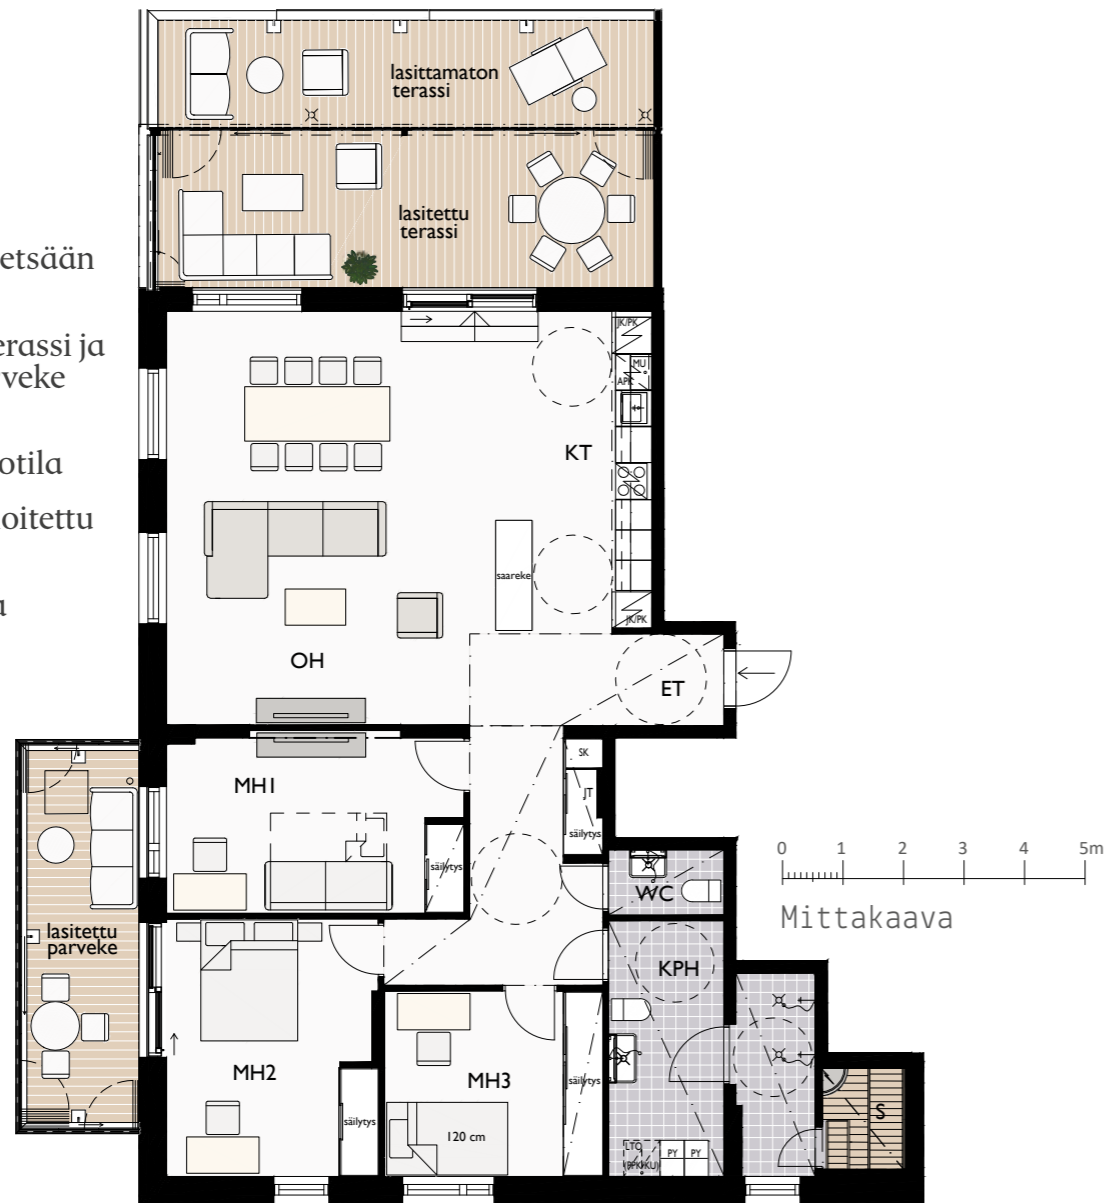 lasittamaton
terassi
lasitettu
terassi
etsään
erassi ja
veke
otila
oitettu
JK/PK
MU
APK
KT
saareke
JK/PK
OH
ET
SK
JT
säilytys
MH1
säilytys
0 1 2 3 4 5m
Mittakaava
WC
lasitettu
parveke
KPH
MH2
MH3
säilytys
säilytys
120 cm
S
LTO
(PPK/KU)
PY PY